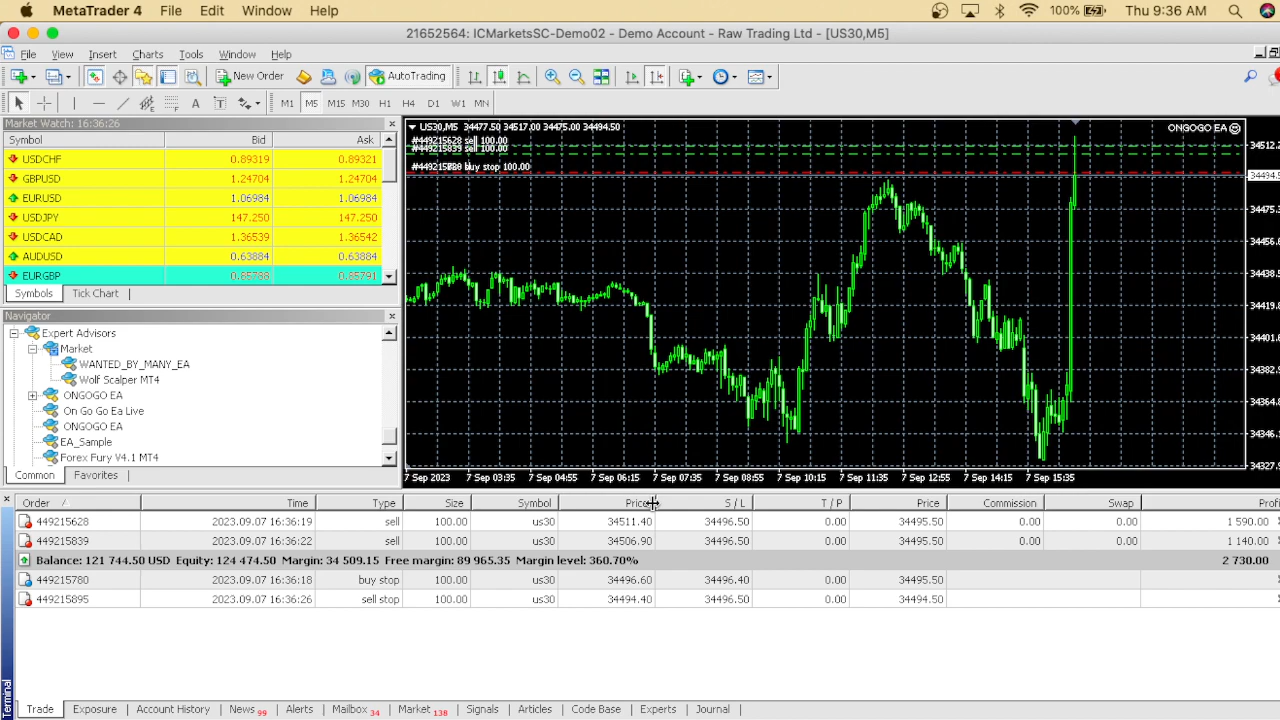 MetaTrader 4 File Edit Window Help 100% Thu 9:36 AM
21652564: ICMarketsSC-Demo02 - Demo Account - Raw Trading Ltd - [US30,M5]
File View Insert Charts Tools Window Help
New Order AutoTrading
A T M1 M5 M15 M30 H1 H4 D1 W1 MN
Market Watch: 16:36:26
Symbol Bid Ask
USDCHF 0.89319 0.89321
GBPUSD 1.24704 1.24704
EURUSD 1.06984 1.06984
USDJPY 147.250 147.250
USDCAD 1.36539 1.36542
AUDUSD 0.63884 0.63884
EURGBP 0.85798 0.85791
Symbols Tick Chart
Navigator
Expert Advisors
Market
WANTED_BY_MANY_EA
Wolf Scalper MT4
ONGOGO EA
On Go Go Ea Live
ONGOGO EA
EA_Sample
Forex Fury V4.1 MT4
Common Favorites
US30,M5 34477.50 34517.00 34475.00 34494.50
ONGOGO EA
#449215628 sell 100.00
#449215839 sell 100.00
buy stop 100.00
34512.2
34494.5
34475.3
34456.6
34438.5
34419.9
34401.8
34382.9
34364.8
34346.3
34327.9
7 Sep 2023 7 Sep 03:35 7 Sep 04:55 7 Sep 06:15 7 Sep 07:35 7 Sep 08:55 7 Sep 10:15 7 Sep 11:35 7 Sep 12:55 7 Sep 14:15 7 Sep 15:35
Order Time Type Size Symbol Price S / L T / P Price Commission Swap Profit
449215628 2023.09.07 16:36:19 sell 100.00 us30 34511.40 34496.50 0.00 34495.50 0.00 0.00 1 590.00
449215839 2023.09.07 16:36:22 sell 100.00 us30 34506.90 34496.50 0.00 34495.50 0.00 0.00 1 140.00
Balance: 121 744.50 USD Equity: 124 474.50 Margin: 34 509.15 Free margin: 89 965.35 Margin level: 360.70% 2 730.00
449215780 2023.09.07 16:36:18 buy stop 100.00 us30 34496.60 34496.40 0.00 34495.50
449215895 2023.09.07 16:36:26 sell stop 100.00 us30 34494.40 34496.50 0.00 34494.50
Terminal
Trade Exposure Account History News 99 Alerts Mailbox 34 Market 138 Signals Articles Code Base Experts Journal